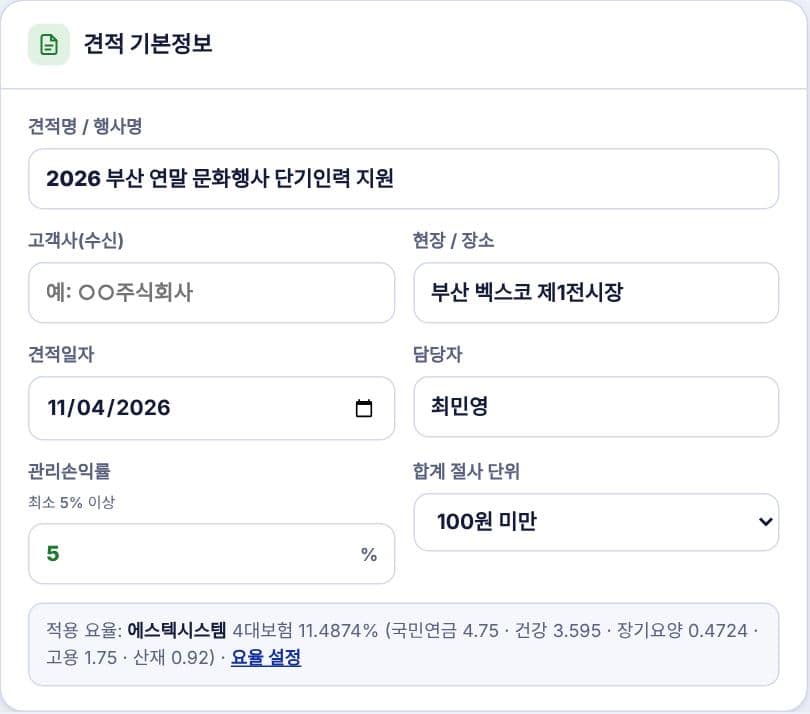 견적 기본정보
견적명 / 행사명
2026 부산 연말 문화행사 단기인력 지원
고객사(수신)
현장 / 장소
예: ○○주식회사
부산 벡스코 제1전시장
견적일자
담당자
11/04/2026
최민영
관리손익률
합계 절사 단위
최소 5% 이상
100원 미만
5 %
적용 요율: 에스텍시스템 4대보험 11.4874% (국민연금 4.75 · 건강 3.595 · 장기요양 0.4724 ·
고용 1.75 · 산재 0.92) · 요율 설정